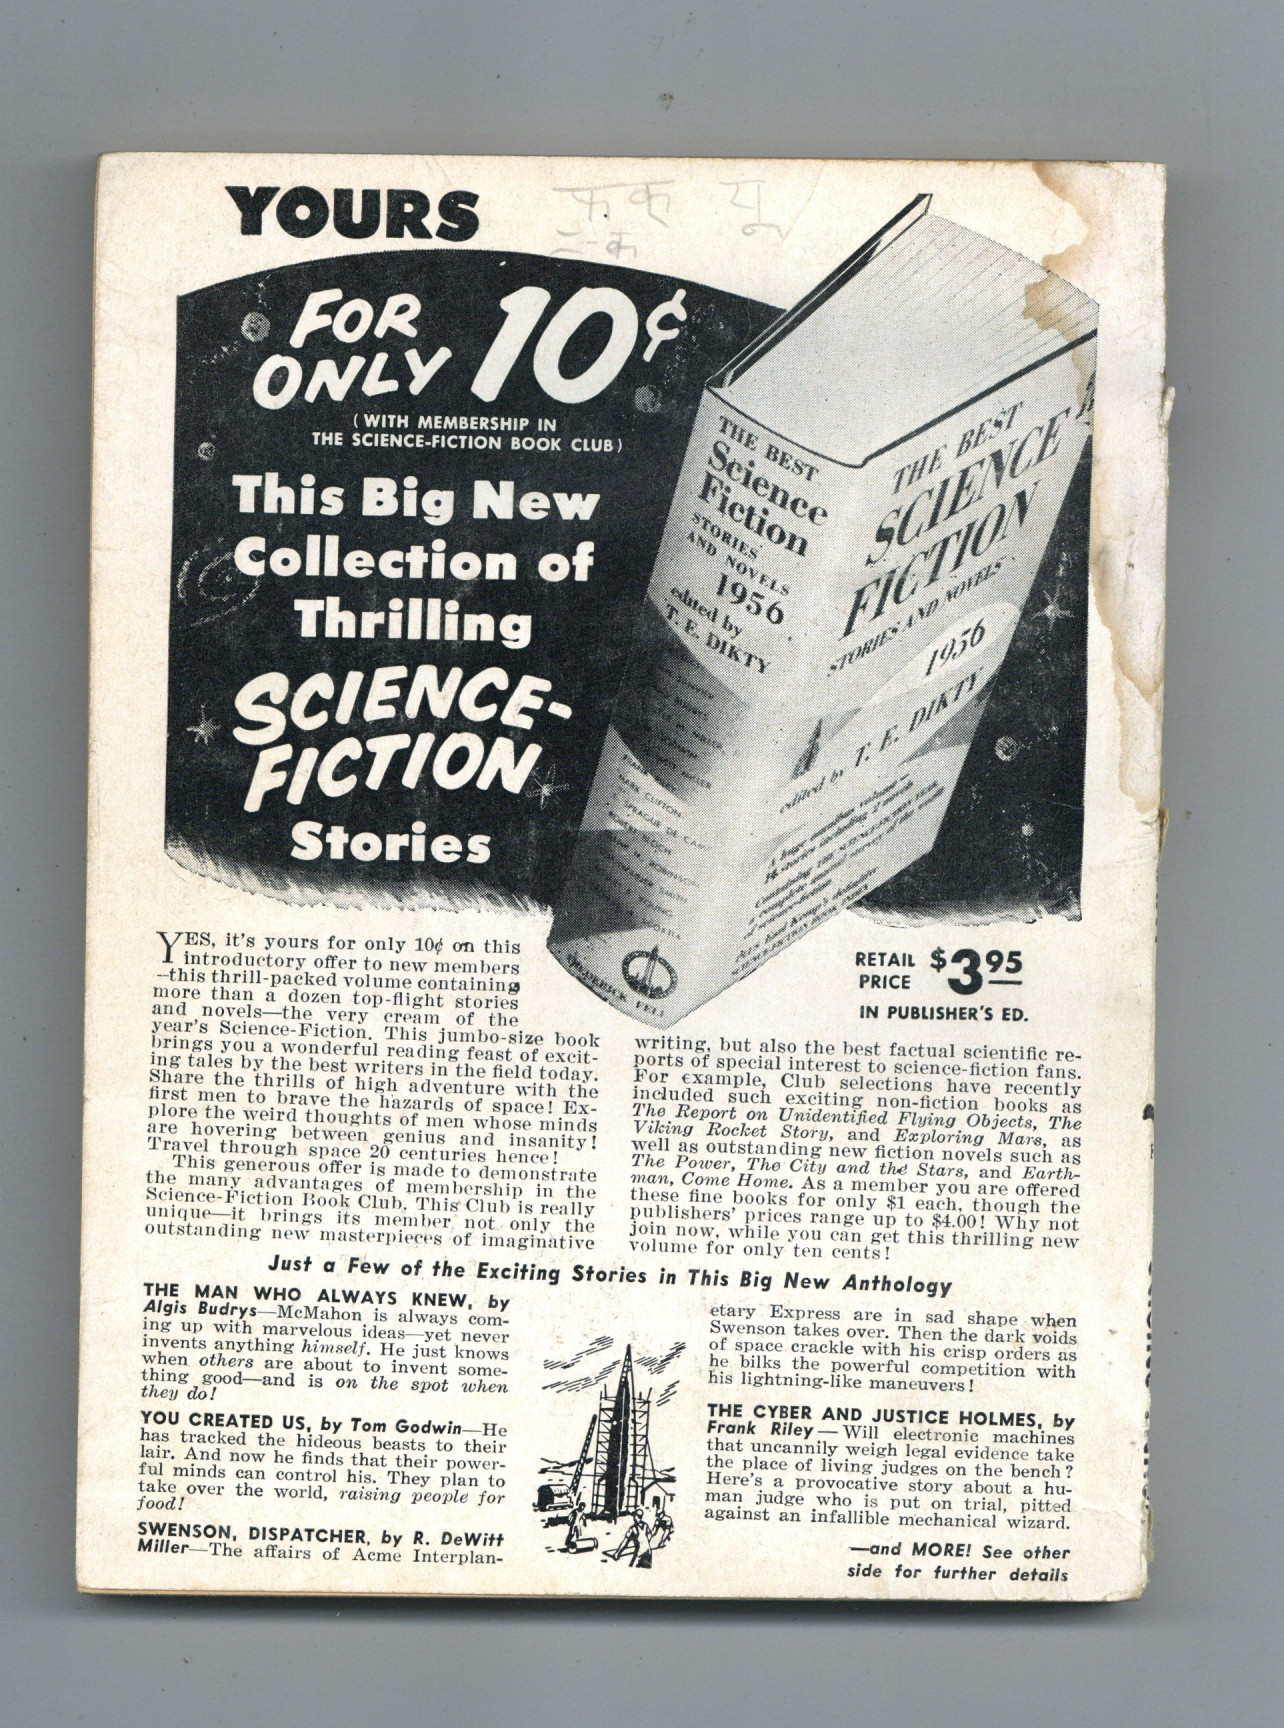 YOURS
कक यू
FOR
ONLY 10¢
(WITH MEMBERSHIP IN
THE SCIENCE-FICTION BOOK CLUB)
This Big New
Collection of
Thrilling
SCIENCE-
FICTION
Stories
THE BEST
Science
Fiction
STORIES
AND NOVELS
1956
edited by
T. E. DIKTY
MARK CLIFTON
SPRAGUE DE CAMP
THE BEST
SCIENCE
FICTION
STORIES AND NOVELS
1956
edited by T. E. DIKTY
A huge omnibus volume—
14 stories including 2 novels
YES, it's yours for only 10¢ on this
introductory offer to new members
—this thrill-packed volume containing
more than a dozen top-flight stories
and novels—the very cream of the
year's Science-Fiction. This jumbo-size book
brings you a wonderful reading feast of excit-
ing tales by the best writers in the field today.
Share the thrills of high adventure with the
first men to brave the hazards of space! Ex-
plore the weird thoughts of men whose minds
are hovering between genius and insanity!
Travel through space 20 centuries hence!
This generous offer is made to demonstrate
the many advantages of membership in the
Science-Fiction Book Club. This Club is really
unique—it brings its member not only the
outstanding new masterpieces of imaginative
RETAIL PRICE $3.95
IN PUBLISHER'S ED.
writing, but also the best factual scientific re-
ports of special interest to science-fiction fans.
For example, Club selections have recently
included such exciting non-fiction books as
The Report on Unidentified Flying Objects, The
Viking Rocket Story, and Exploring Mars, as
well as outstanding new fiction novels such as
The Power, The City and the Stars, and Earth-
man, Come Home. As a member you are offered
these fine books for only $1 each, though the
publishers' prices range up to $4.00! Why not
join now, while you can get this thrilling new
volume for only ten cents!
Just a Few of the Exciting Stories in This Big New Anthology
THE MAN WHO ALWAYS KNEW, by
Algis Budrys—McMahon is always com-
ing up with marvelous ideas—yet never
invents anything himself. He just knows
when others are about to invent some-
thing good—and is on the spot when
they do!
YOU CREATED US, by Tom Godwin—He
has tracked the hideous beasts to their
lair. And now he finds that their power-
ful minds can control his. They plan to
take over the world, raising people for
food!
SWENSON, DISPATCHER, by R. DeWitt
Miller—The affairs of Acme Interplan-
etary Express are in sad shape when
Swenson takes over. Then the dark voids
of space crackle with his crisp orders as
he bilks the powerful competition with
his lightning-like maneuvers!
THE CYBER AND JUSTICE HOLMES, by
Frank Riley—Will electronic machines
that uncannily weigh legal evidence take
the place of living judges on the bench?
Here's a provocative story about a hu-
man judge who is put on trial, pitted
against an infallible mechanical wizard.
—and MORE! See other
side for further details